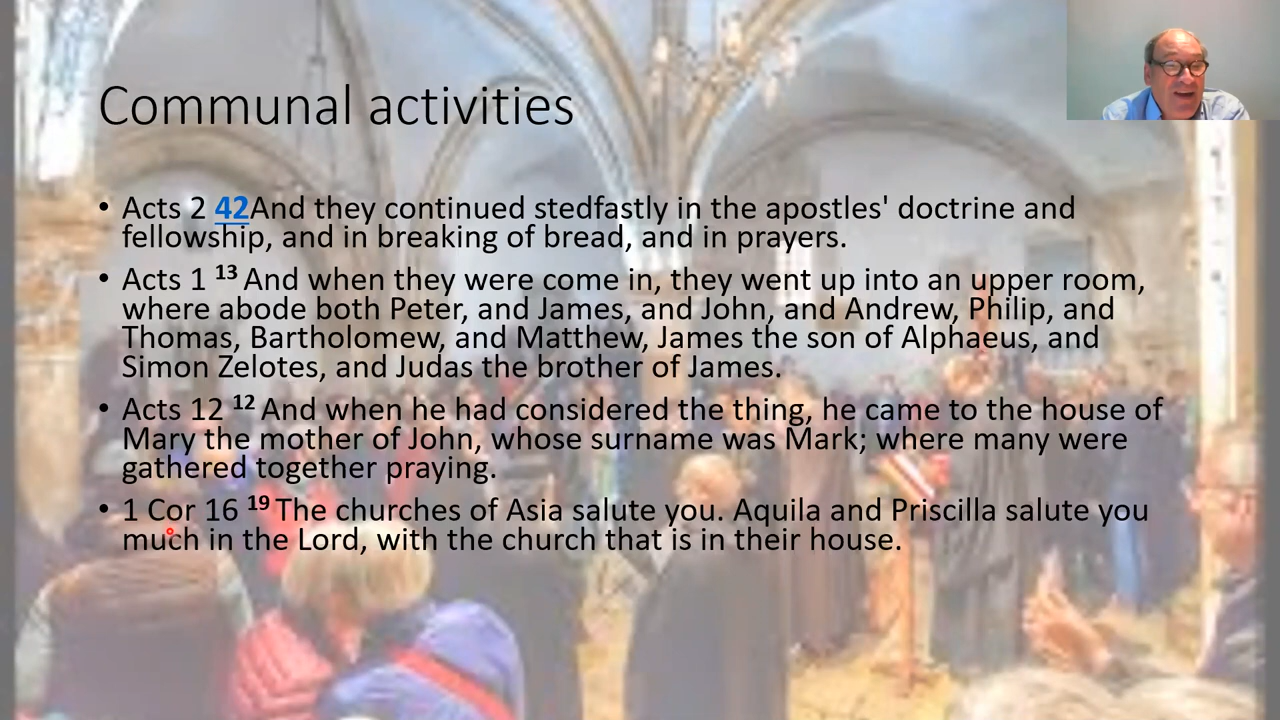 Communal activities
• Acts 2 42And they continued stedfastly in the apostles' doctrine and
fellowship, and in breaking of bread, and in prayers.
• Acts 1 13 And when they were come in, they went up into an upper room,
where abode both Peter, and James, and John, and Andrew, Philip, and
Thomas, Bartholomew, and Matthew, James the son of Alphaeus, and
Simon Zelotes, and Judas the brother of James.
• Acts 12 12 And when he had considered the thing, he came to the house of
Mary the mother of John, whose surname was Mark; where many were
gathered together praying.
• 1 Cor 16 19 The churches of Asia salute you. Aquila and Priscilla salute you
much in the Lord, with the church that is in their house.